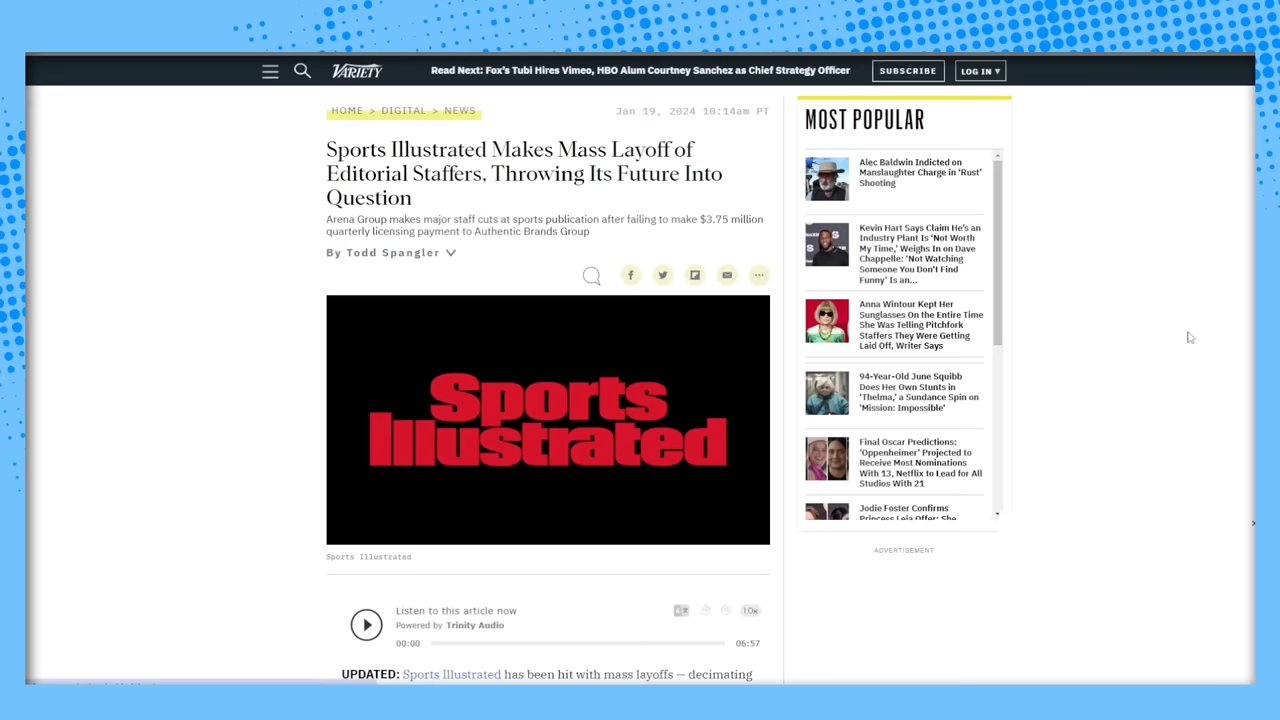 VARIETY
Read Next: Fox's Tubi Hires Vimeo, HBO Alum Courtney Sanchez as Chief Strategy Officer
SUBSCRIBE
LOG IN ▾
HOME > DIGITAL > NEWS
Jan 19, 2024 10:14am PT
Sports Illustrated Makes Mass Layoff of
Editorial Staffers, Throwing Its Future Into
Question
Arena Group makes major staff cuts at sports publication after failing to make $3.75 million
quarterly licensing payment to Authentic Brands Group
By Todd Spangler
Sports
Illustrated
Sports Illustrated
Listen to this article now
Powered by Trinity Audio
00:00
06:57
1.0x
UPDATED: Sports Illustrated has been hit with mass layoffs — decimating
MOST POPULAR
Alec Baldwin Indicted on
Manslaughter Charge in 'Rust'
Shooting
Kevin Hart Says Claim He's an
Industry Plant Is 'Not Worth
My Time,' Weighs In on Dave
Chappelle: 'Not Watching
Someone You Don't Find
Funny' Is an...
Anna Wintour Kept Her
Sunglasses On the Entire Time
She Was Telling Pitchfork
Staffers They Were Getting
Laid Off, Writer Says
94-Year-Old June Squibb
Does Her Own Stunts in
'Thelma,' a Sundance Spin on
'Mission: Impossible'
Final Oscar Predictions:
'Oppenheimer' Projected to
Receive Most Nominations
With 13, Netflix to Lead for All
Studios With 21
Jodie Foster Confirms
Princess Leia Offer: She
ADVERTISEMENT